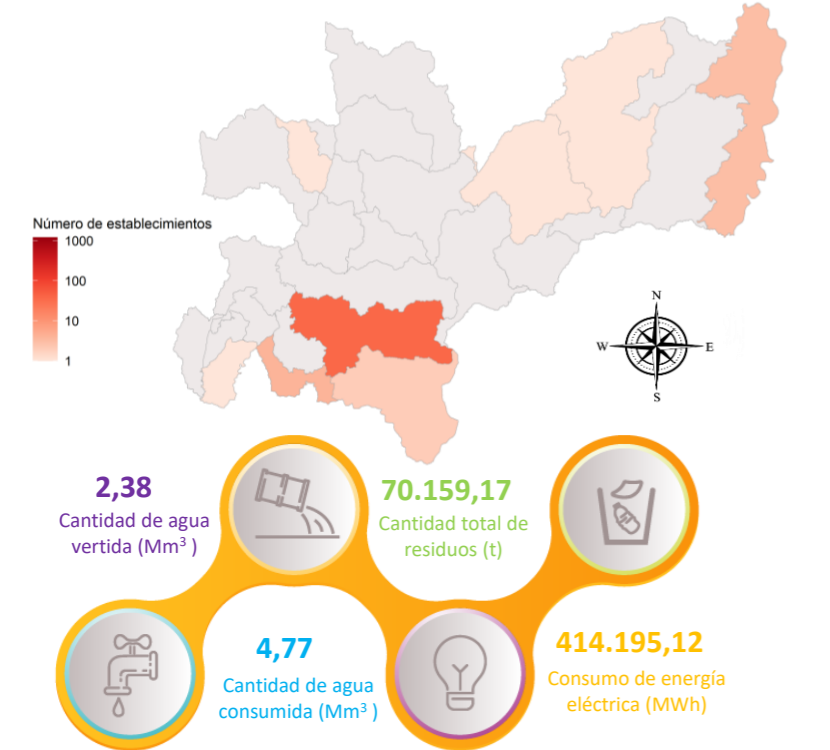 Número de establecimientos
1000
100
10
1
N
W
E
S
2,38
Cantidad de agua
vertida (Mm³ )
70.159,17
Cantidad total de
residuos (t)
4,77
Cantidad de agua
consumida (Mm³ )
414.195,12
Consumo de energía
eléctrica (MWh)